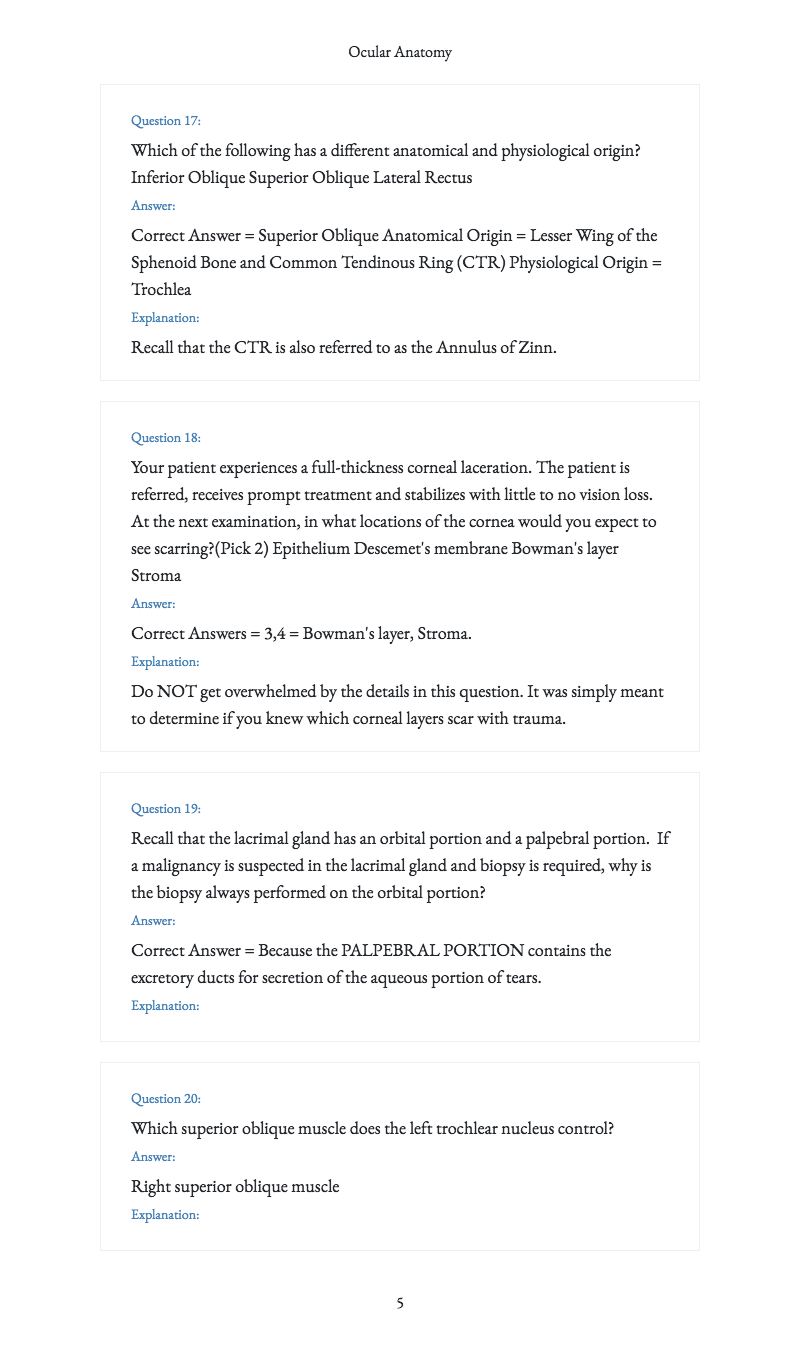 Ocular Anatomy
Question 17:
Which of the following has a different anatomical and physiological origin?
Inferior Oblique Superior Oblique Lateral Rectus
Answer:
Correct Answer = Superior Oblique Anatomical Origin = Lesser Wing of the
Sphenoid Bone and Common Tendinous Ring (CTR) Physiological Origin =
Trochlea
Explanation:
Recall that the CTR is also referred to as the Annulus of Zinn.
Question 18:
Your patient experiences a full-thickness corneal laceration. The patient is
referred, receives prompt treatment and stabilizes with little to no vision loss.
At the next examination, in what locations of the cornea would you expect to
see scarring?(Pick 2) Epithelium Descemet's membrane Bowman's layer
Stroma
Answer:
Correct Answers = 3,4 = Bowman's layer, Stroma.
Explanation:
Do NOT get overwhelmed by the details in this question. It was simply meant
to determine if you knew which corneal layers scar with trauma.
Question 19:
Recall that the lacrimal gland has an orbital portion and a palpebral portion.  If
a malignancy is suspected in the lacrimal gland and biopsy is required, why is
the biopsy always performed on the orbital portion?
Answer:
Correct Answer = Because the PALPEBRAL PORTION contains the
excretory ducts for secretion of the aqueous portion of tears.
Explanation:
Question 20:
Which superior oblique muscle does the left trochlear nucleus control?
Answer:
Right superior oblique muscle
Explanation:
5